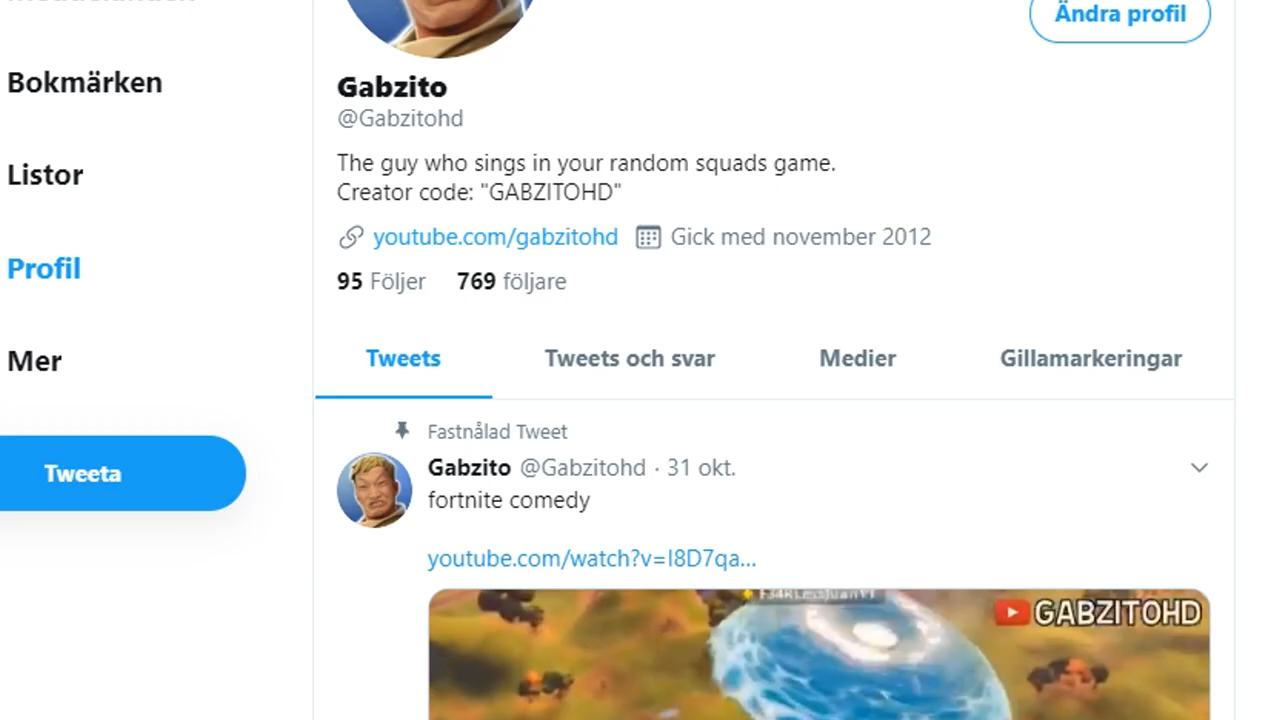 Ändra profil
Bokmärken
Listor
Profil
Mer
Tweeta
Gabzito
@Gabzitohd
The guy who sings in your random squads game.
Creator code: "GABZITOHD"
youtube.com/gabzitohd Gick med november 2012
95 Följer 769 följare
Tweets Tweets och svar Medier Gillamarkeringar
Fastnålad Tweet
Gabzito @Gabzitohd · 31 okt.
fortnite comedy
youtube.com/watch?v=I8D7qa...
GABZITOHD